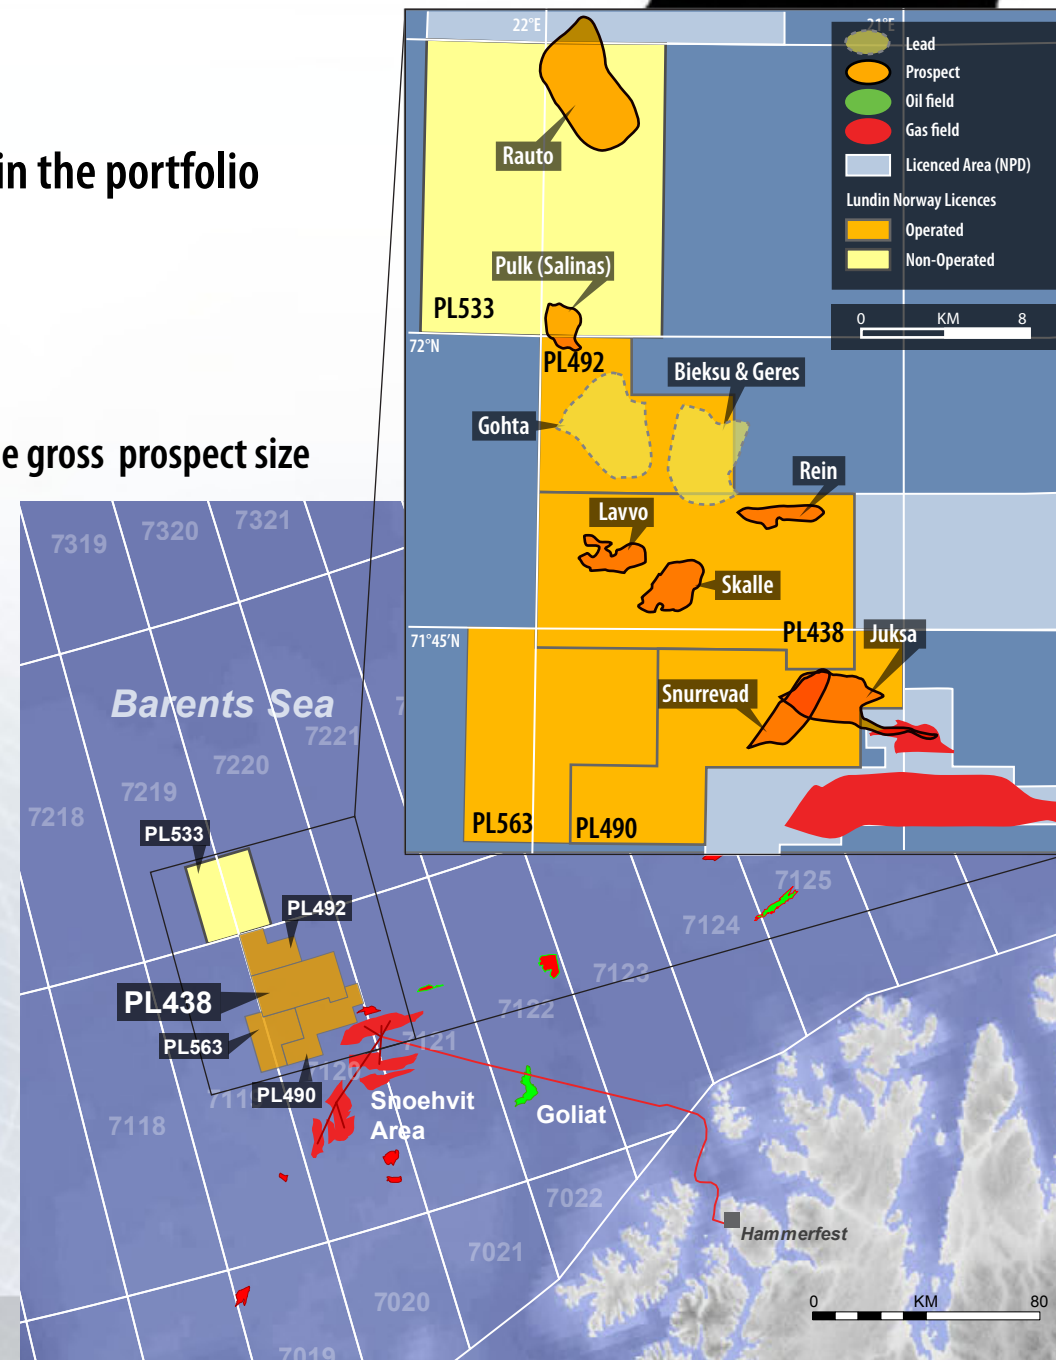 in the portfolio
e gross prospect size
22°E
21°E
Lead
Prospect
Oil field
Gas field
Licenced Area (NPD)
Lundin Norway Licences
Operated
Non-Operated
0 KM 8
Rauto
Pulk (Salinas)
PL533
72°N
PL492
Bieksu & Geres
Gohta
Rein
Lavvo
Skalle
71°45'N
PL438
Juksa
Snurrevad
PL563
PL490
7319
7320
7321
Barents Sea
7221
7220
7219
7218
PL533
PL492
PL438
PL563
PL490
7125
7124
7123
7122
7121
7120
7118
Snoehvit
Area
Goliat
7022
7021
7020
7019
Hammerfest
0 KM 80